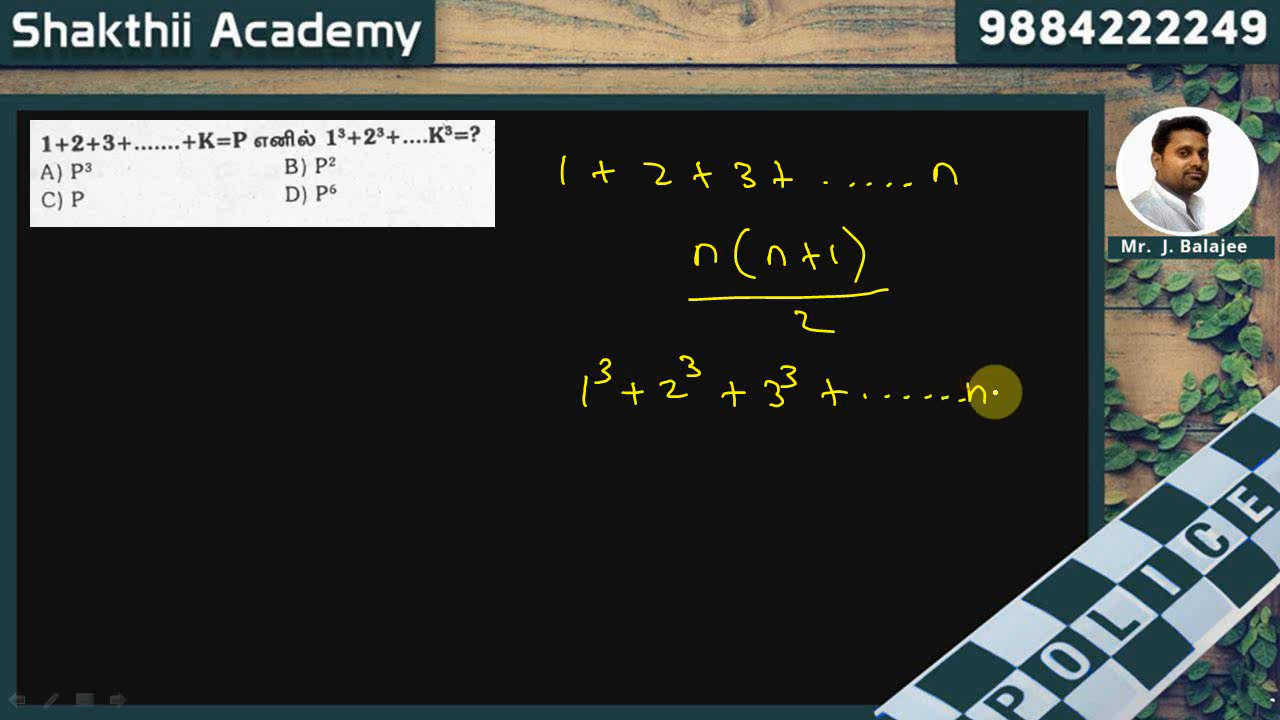 Shakthii Academy
9884222249
1+2+3+.......+K=P எனில் 1³+2³+....K³=?
A) P³ B) P²
C) P D) P⁶
1 + 2 + 3 + ..... n
n(n+1)
2
1³ + 2³ + 3³ + ...... n
Mr. J. Balajee
POLICE